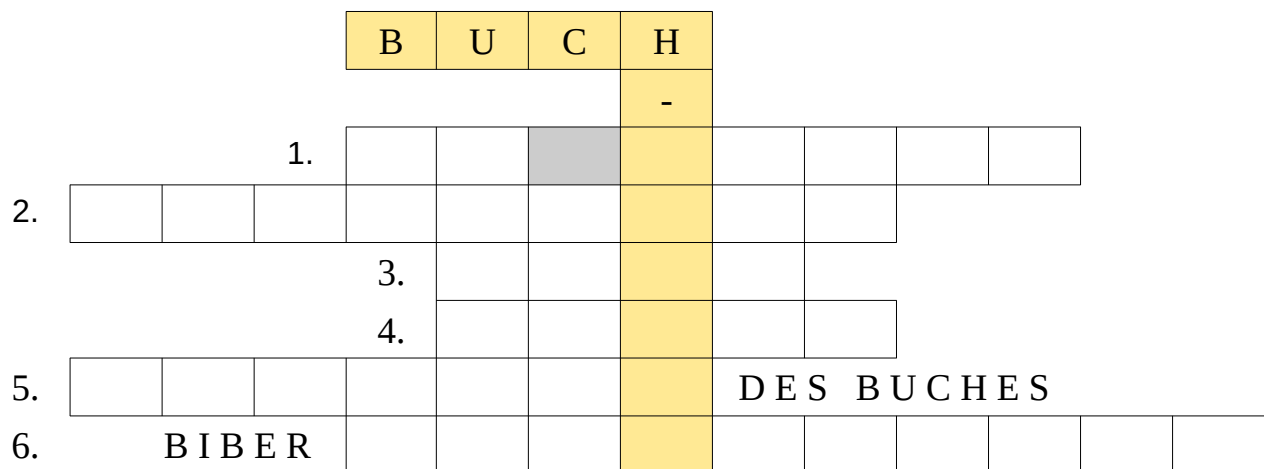 B U C H
-
1.
2.
3.
4.
5. DES BUCHES
6. BIBER